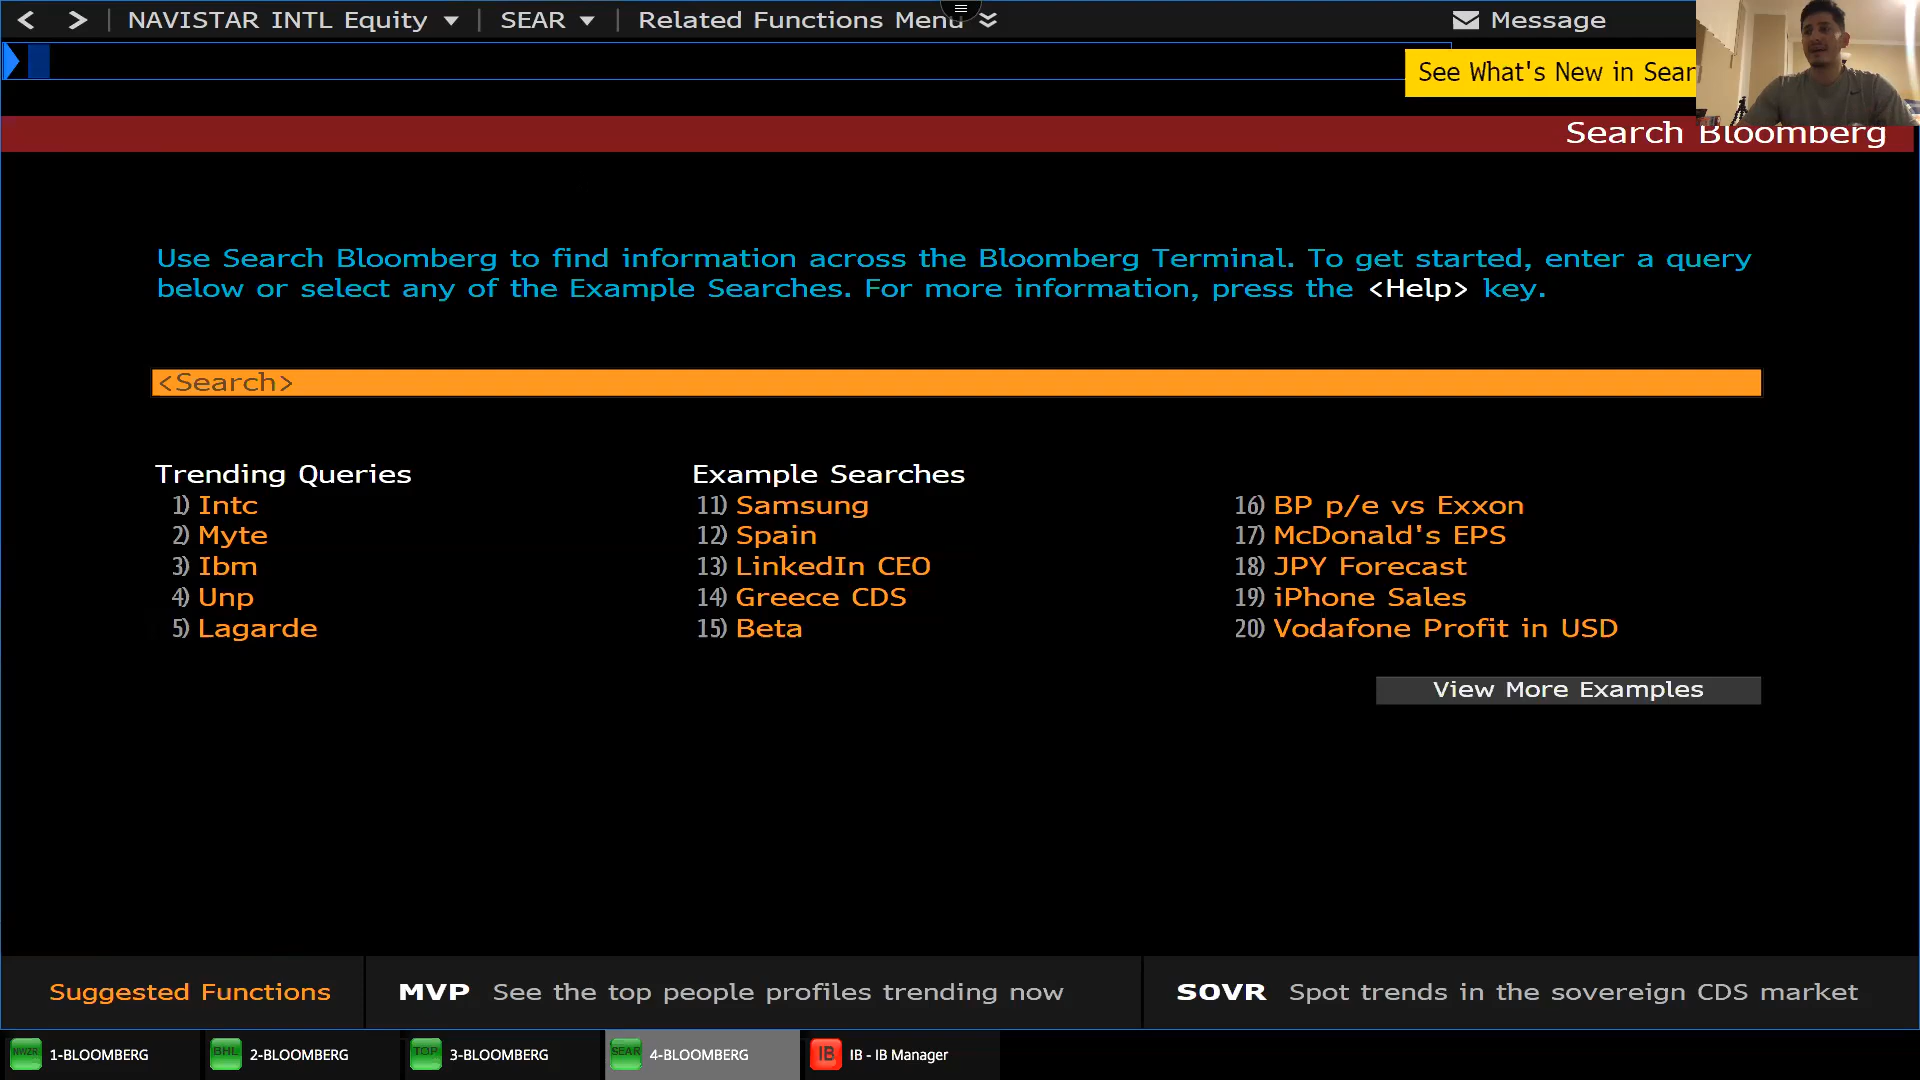 NAVISTAR INTL Equity SEAR Related Functions Menu Message
See What's New in Sear
Search Bloomberg
Use Search Bloomberg to find information across the Bloomberg Terminal. To get started, enter a query
below or select any of the Example Searches. For more information, press the <Help> key.
<Search>
Trending Queries
1) Intc
2) Myte
3) Ibm
4) Unp
5) Lagarde
Example Searches
11) Samsung
12) Spain
13) LinkedIn CEO
14) Greece CDS
15) Beta
16) BP p/e vs Exxon
17) McDonald's EPS
18) JPY Forecast
19) iPhone Sales
20) Vodafone Profit in USD
View More Examples
Suggested Functions MVP See the top people profiles trending now SOVR Spot trends in the sovereign CDS market
NWZR 1-BLOOMBERG BHL 2-BLOOMBERG TOP 3-BLOOMBERG SEAR 4-BLOOMBERG IB IB - IB Manager